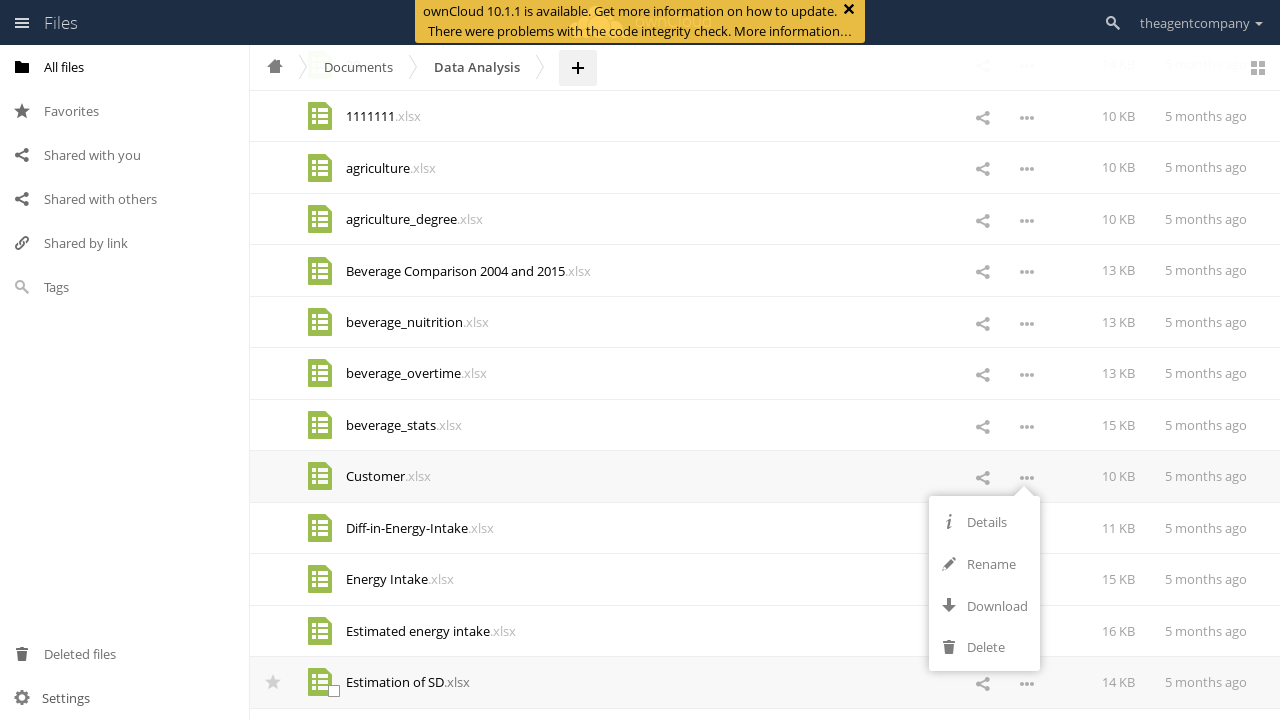 Files
ownCloud 10.1.1 is available. Get more information on how to update.
There were problems with the code integrity check. More information…
theagentcompany
All files
Favorites
Shared with you
Shared with others
Shared by link
Tags
Deleted files
Settings
Documents
Data Analysis
1111111.xlsx 10 KB 5 months ago
agriculture.xlsx 10 KB 5 months ago
agriculture_degree.xlsx 10 KB 5 months ago
Beverage Comparison 2004 and 2015.xlsx 13 KB 5 months ago
beverage_nuitrition.xlsx 13 KB 5 months ago
beverage_overtime.xlsx 13 KB 5 months ago
beverage_stats.xlsx 15 KB 5 months ago
Customer.xlsx 10 KB 5 months ago
Diff-in-Energy-Intake.xlsx 11 KB 5 months ago
Energy Intake.xlsx 15 KB 5 months ago
Estimated energy intake.xlsx 16 KB 5 months ago
Estimation of SD.xlsx 14 KB 5 months ago
Details
Rename
Download
Delete